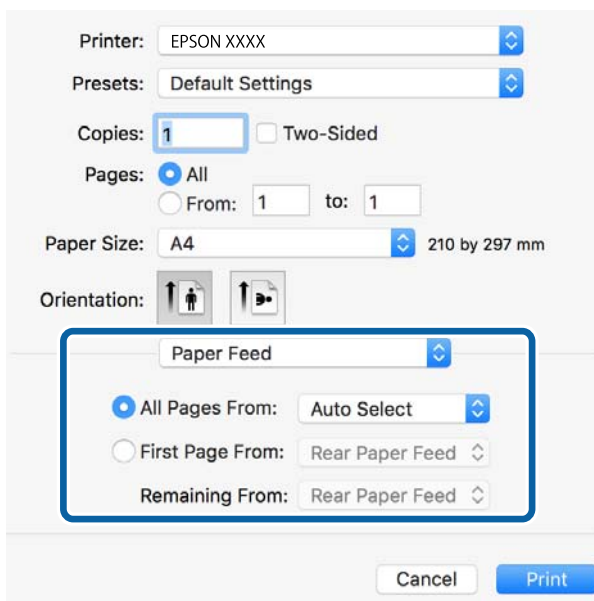 Printer: EPSON XXXX
Presets: Default Settings
Copies: 1 Two-Sided
Pages: All
From: 1 to: 1
Paper Size: A4 210 by 297 mm
Orientation:
Paper Feed
All Pages From: Auto Select
First Page From: Rear Paper Feed
Remaining From: Rear Paper Feed
Cancel Print